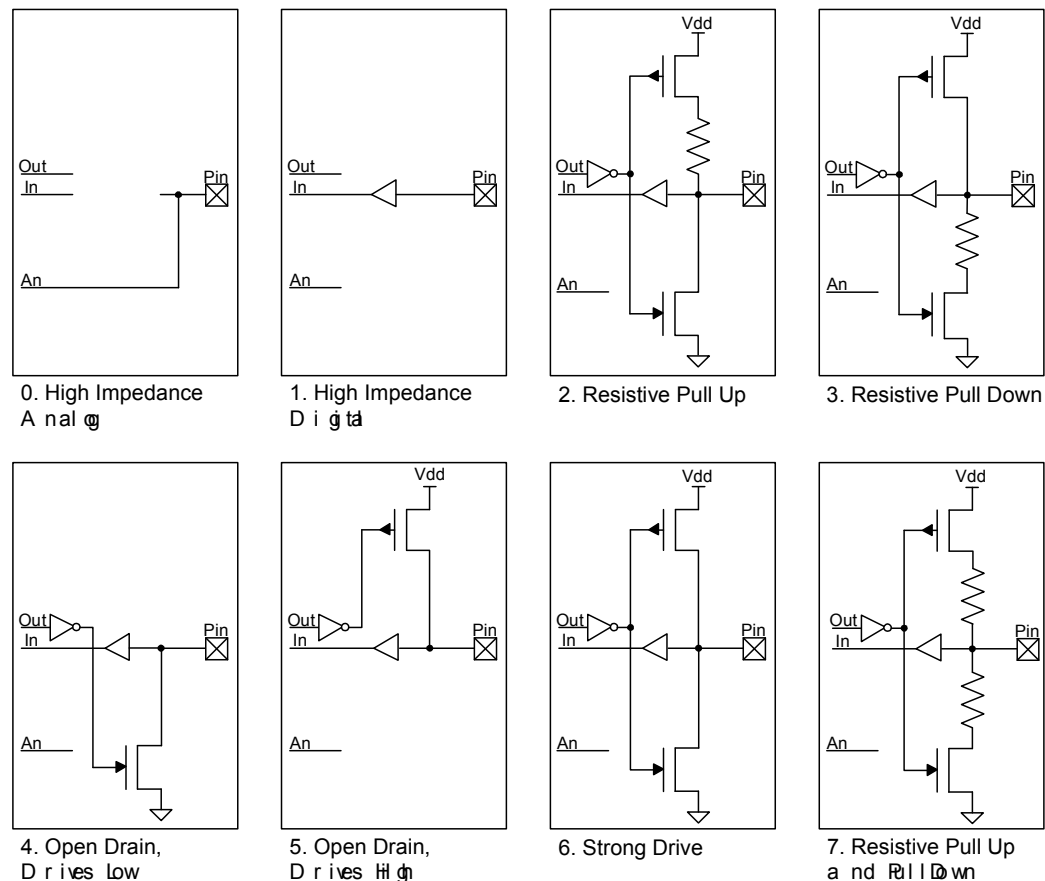 Out
In
Pin
An
0. High Impedance
Analog
Out
In
Pin
An
1. High Impedance
Digital
Vdd
Out
In
Pin
An
2. Resistive Pull Up
Vdd
Out
In
Pin
An
3. Resistive Pull Down
Out
In
Pin
An
4. Open Drain,
Drives Low
Vdd
Out
In
Pin
An
5. Open Drain,
Drives High
Vdd
Out
In
Pin
An
6. Strong Drive
Vdd
Out
In
Pin
An
7. Resistive Pull Up
and Pull Down